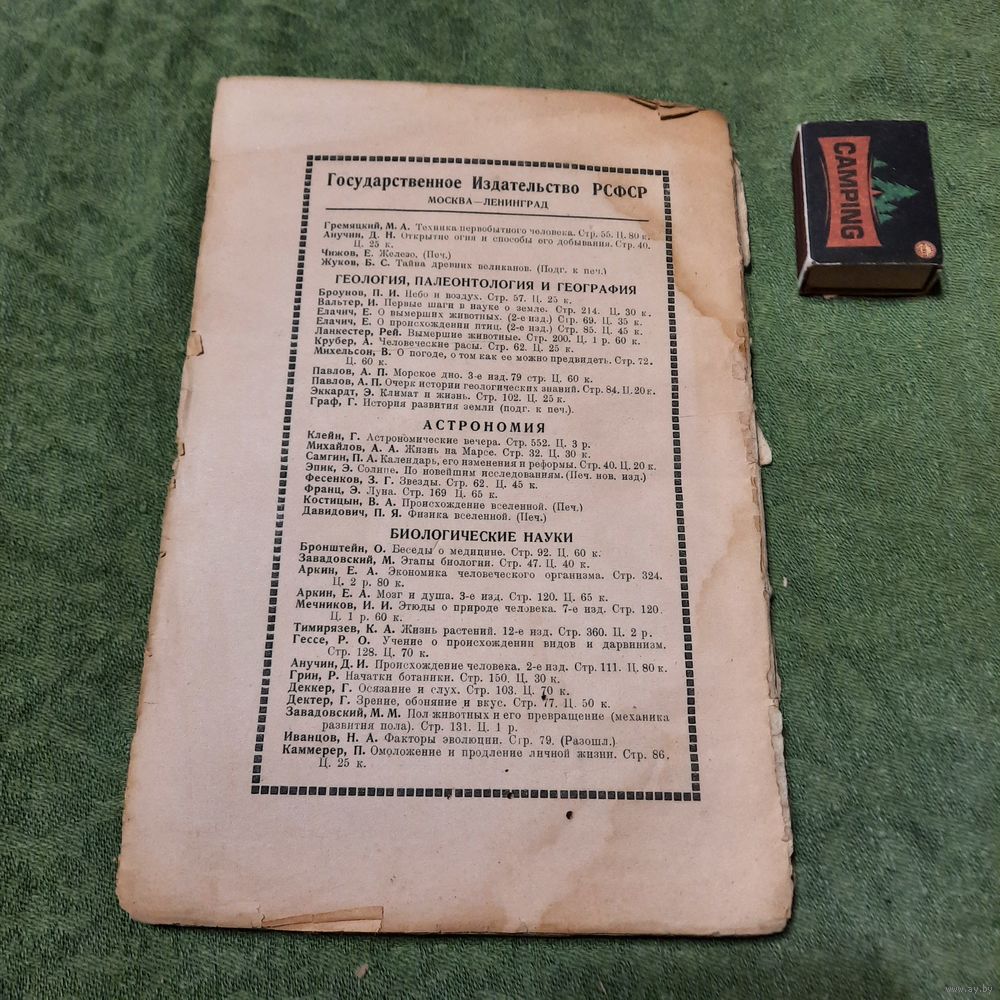 Государственное Издательство РСФСР
МОСКВА—ЛЕНИНГРАД
Гремяцкий, М. А. Техника первобытного человека. Стр. 55. Ц. 80 к.
Анучин, Д. Н. Открытие огня и способы его добывания. Стр. 40.
Ц. 25 к.
Чижов, Е. Железо. (Печ.)
Жуков, Б. С. Тайна древних великанов. (Подг. к печ.)
ГЕОЛОГИЯ, ПАЛЕОНТОЛОГИЯ И ГЕОГРАФИЯ
Броунов, П. И. Небо и воздух. Стр. 57. Ц. 25 к.
Вальтер, И. Первые шаги в науке о земле. Стр. 214. Ц. 30 к.
Елачич, Е. О вымерших животных. (2-е изд.) Стр. 69. Ц. 35 к.
Елачич, Е. О происхождении птиц. (2-е изд.) Стр. 85. Ц. 45 к.
Ланкестер, Рей. Вымершие животные. Стр. 200. Ц. 1 р. 60 к.
Крубер, А. Человеческие расы. Стр. 62. Ц. 25 к.
Михельсон, В. О погоде, о том как ее можно предвидеть. Стр. 72.
Ц. 60 к.
Павлов, А. П. Морское дно. 3-е изд. 79 стр. Ц. 60 к.
Павлов, А. П. Очерк истории геологических знаний. Стр. 84. Ц. 20 к.
Эккардт, Э. Климат и жизнь. Стр. 102. Ц. 25 к.
Граф, Г. История развития земли (подг. к печ.).
АСТРОНОМИЯ
Клейн, Г. Астрономические вечера. Стр. 552. Ц. 3 р.
Михайлов, А. А. Жизнь на Марсе. Стр. 32. Ц. 30 к.
Самгин, П. А. Календарь, его изменения и реформы. Стр. 40. Ц. 20 к.
Эпик, Э. Солнце. По новейшим исследованиям. (Печ. нов. изд.)
Фесенков, З. Г. Звезды. Стр. 62. Ц. 45 к.
Франц, Э. Луна. Стр. 169 Ц. 65 к.
Костицын, В. А. Происхождение вселенной. (Печ.)
Давидович, П. Я. Физика вселенной. (Печ.)
БИОЛОГИЧЕСКИЕ НАУКИ
Бронштейн, О. Беседы о медицине. Стр. 92. Ц. 60 к.
Завадовский, М. Этапы биологии. Стр. 47. Ц. 40 к.
Аркин, Е. А. Экономика человеческого организма. Стр. 324.
Ц. 2 р. 80 к.
Аркин, Е. А. Мозг и душа. 3-е изд. Стр. 120. Ц. 65 к.
Мечников, И. И. Этюды о природе человека. 7-е изд. Стр. 120
Ц. 1 р. 60 к.
Тимирязев, К. А. Жизнь растений. 12-е изд. Стр. 360. Ц. 2 р.
Гессе, Р. О. Учение о происхождении видов и дарвинизм.
Стр. 128. Ц. 70 к.
Анучин, Д. И. Происхождение человека. 2-е изд. Стр. 111. Ц. 80 к.
Грин, Р. Начатки ботаники. Стр. 150. Ц. 30 к.
Деккер, Г. Осязание и слух. Стр. 103. Ц. 70 к.
Дектер, Г. Зрение, обоняние и вкус. Стр. 77. Ц. 50 к.
Завадовский, М. М. Пол животных и его превращение (механика
развития пола). Стр. 131. Ц. 1 р.
Иванцов, Н. А. Факторы эволюции. Стр. 79. (Разошл.)
Каммерер, П. Омоложение и продление личной жизни. Стр. 86.
Ц. 25 к.
CAMPING
www.ay.by